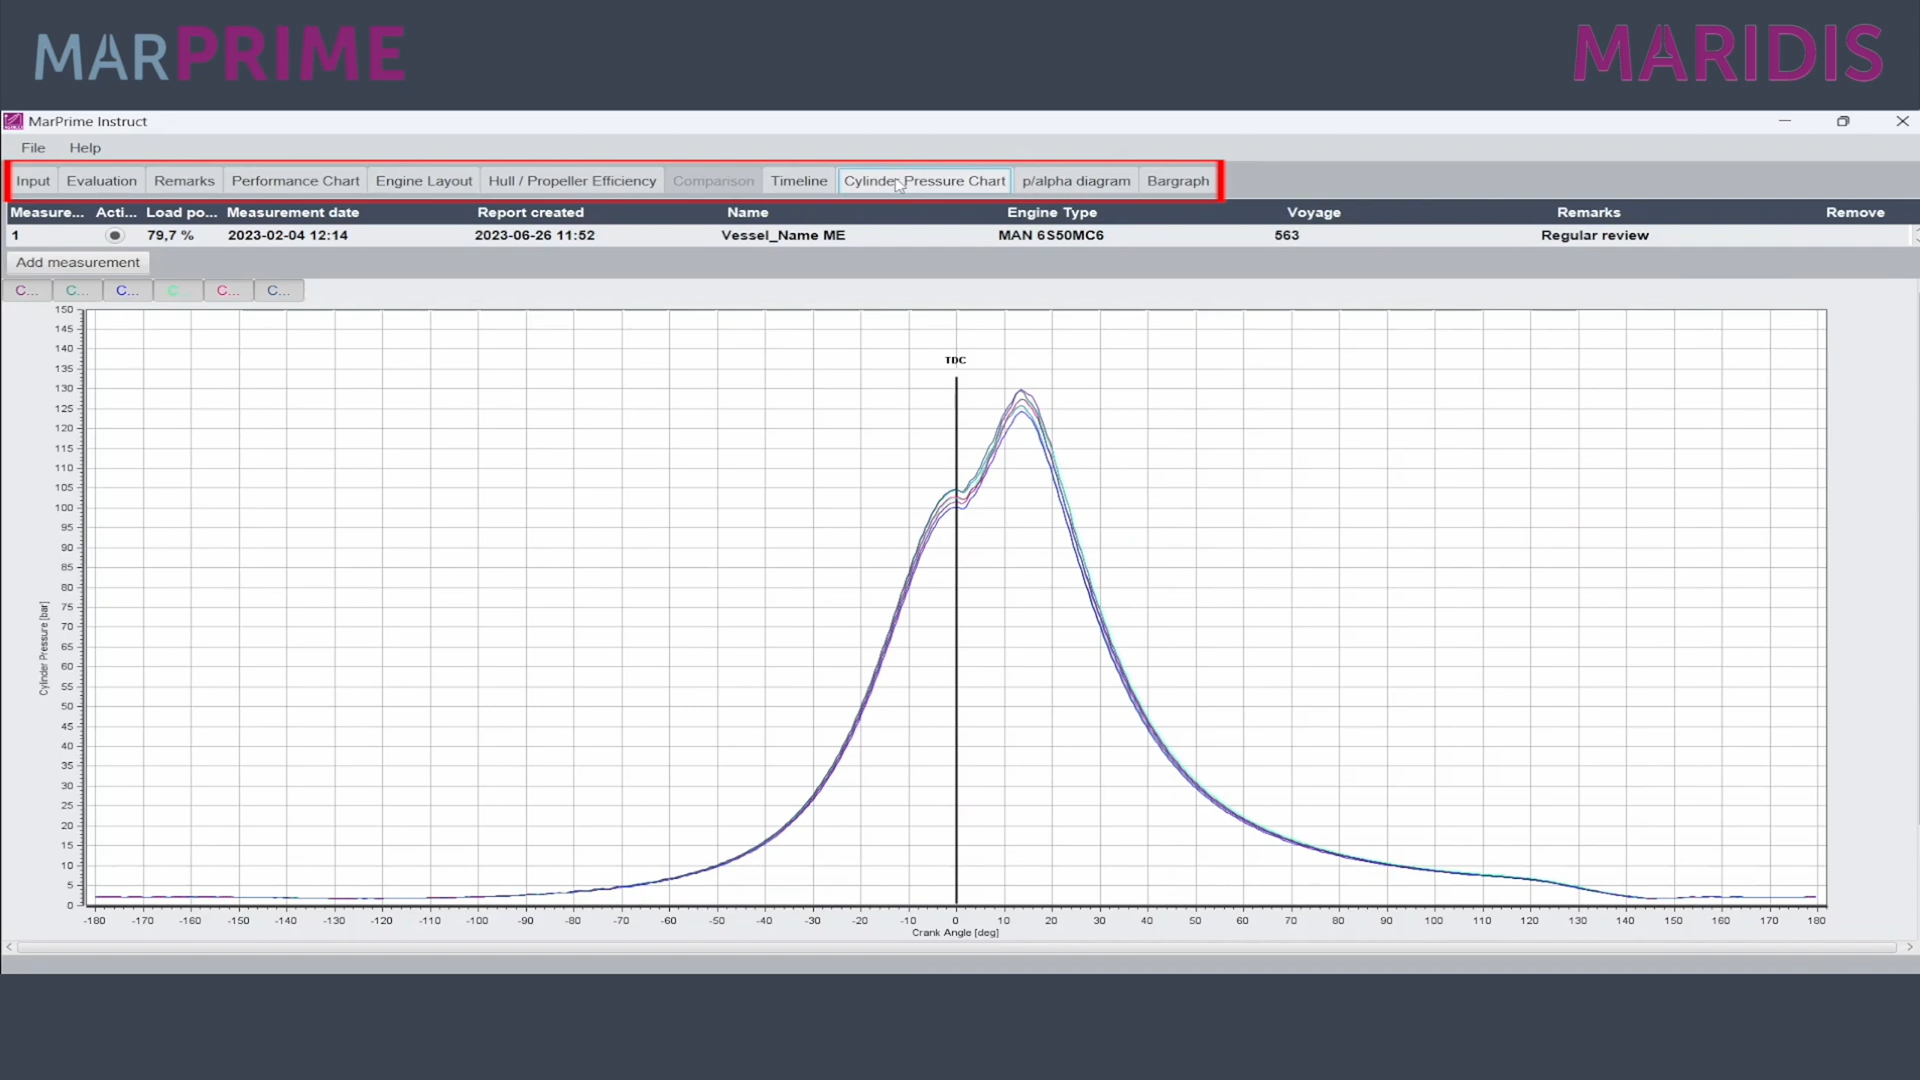 MARPRIME
MARIDIS
MarPrime Instruct
File Help
Input Evaluation Remarks Performance Chart Engine Layout Hull / Propeller Efficiency Comparison Timeline Cylinder Pressure Chart p/alpha diagram Bargraph
Measure... Acti... Load po... Measurement date Report created Name Engine Type Voyage Remarks Remove
1 79,7 % 2023-02-04 12:14 2023-06-26 11:52 Vessel_Name ME MAN 6S50MC6 563 Regular review
Add measurement
C... C... C... C... C... C...
TDC
150
145
140
135
130
125
120
115
110
105
100
95
90
85
80
75
70
65
60
55
50
45
40
35
30
25
20
15
10
5
0
Cylinder Pressure [bar]
-180 -170 -160 -150 -140 -130 -120 -110 -100 -90 -80 -70 -60 -50 -40 -30 -20 -10 0 10 20 30 40 50 60 70 80 90 100 110 120 130 140 150 160 170 180
Crank Angle [deg]